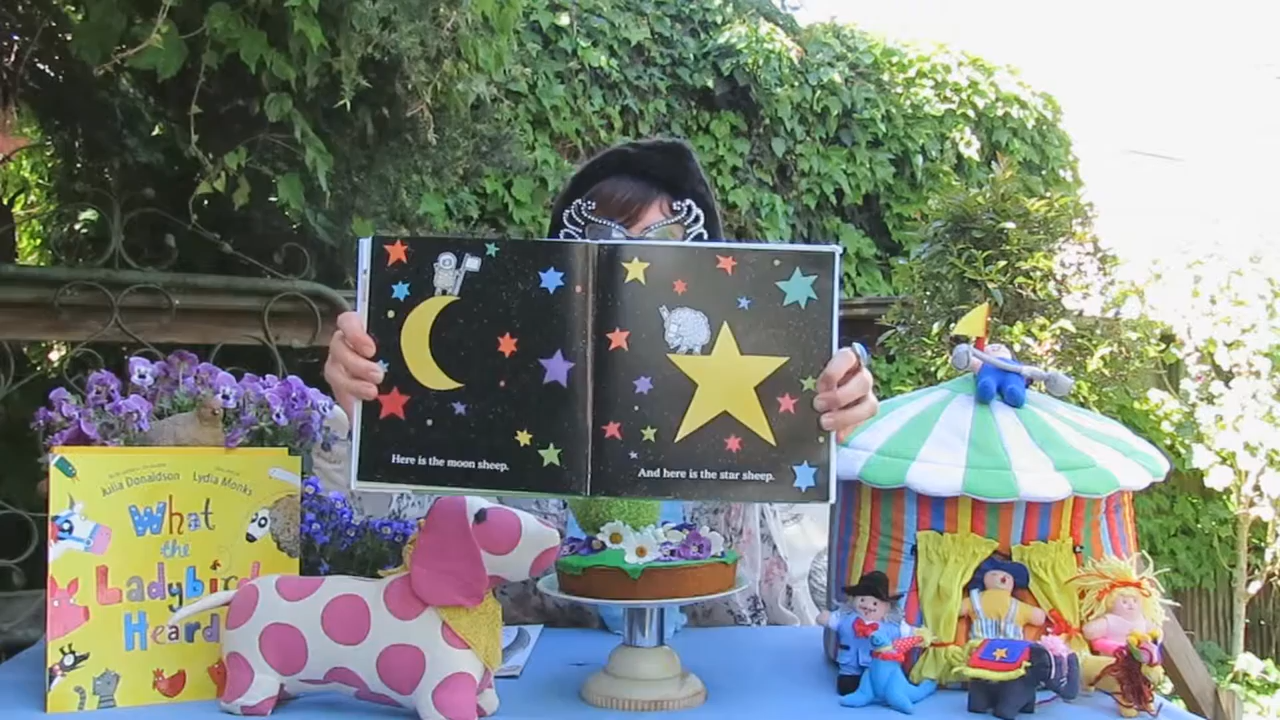 Here is the moon sheep.
And here is the star sheep.
Julia Donaldson Lydia Monks
What
the
Ladybird
Heard